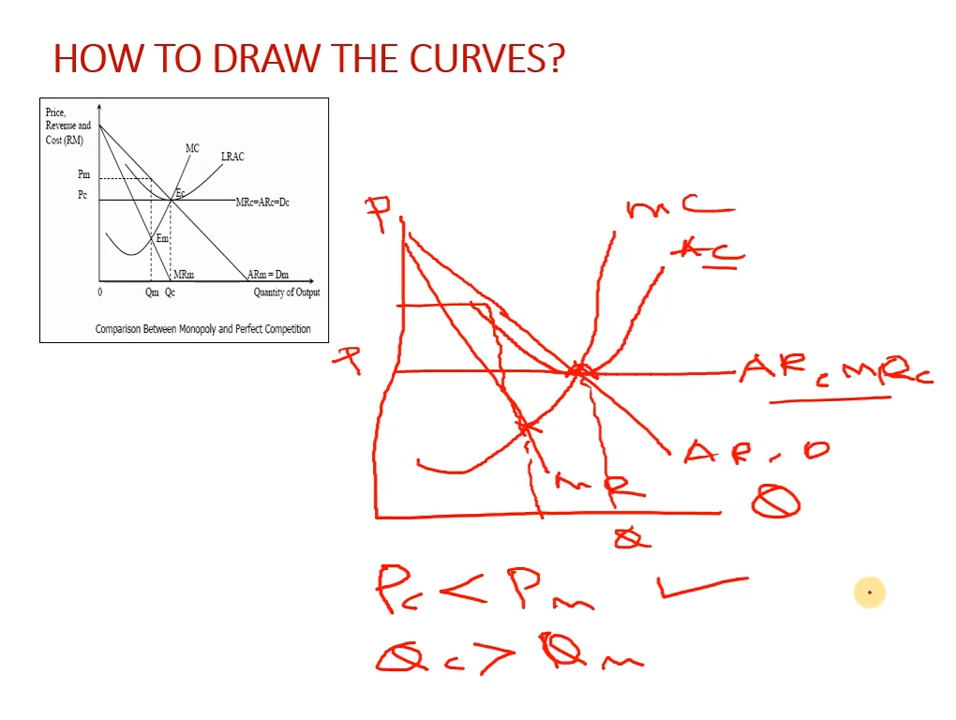 HOW TO DRAW THE CURVES?
Price,
Revenue and
Cost (RM)
MC
LRAC
Pm
Pc
Ec
MRc=ARc=Dc
Em
MRm
ARm = Dm
0
Qm
Qc
Quantity of Output
Comparison Between Monopoly and Perfect Competition
P
MC
AC
P
ARc MRc
AR, D
MR
Q
Q
Pc < Pm
Qc > Qm